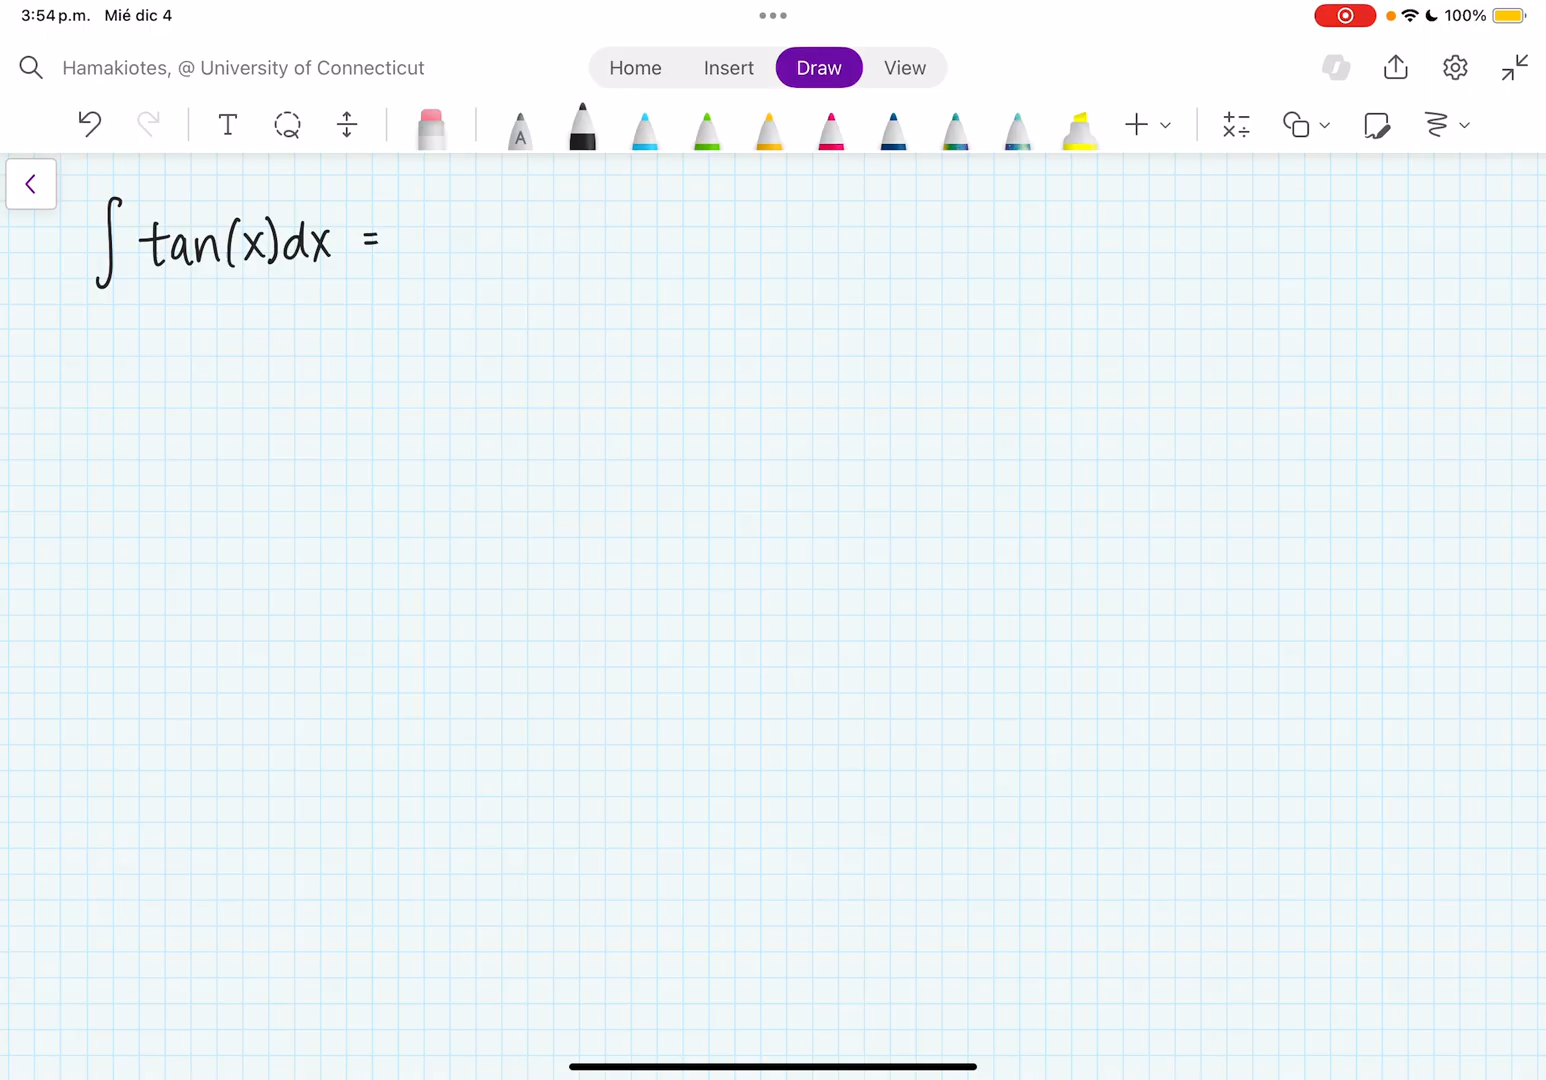 3:54 p.m. Mié dic 4
100%
Hamakiotes, @ University of Connecticut
Home Insert Draw View
T
A
∫ tan(x)dx =